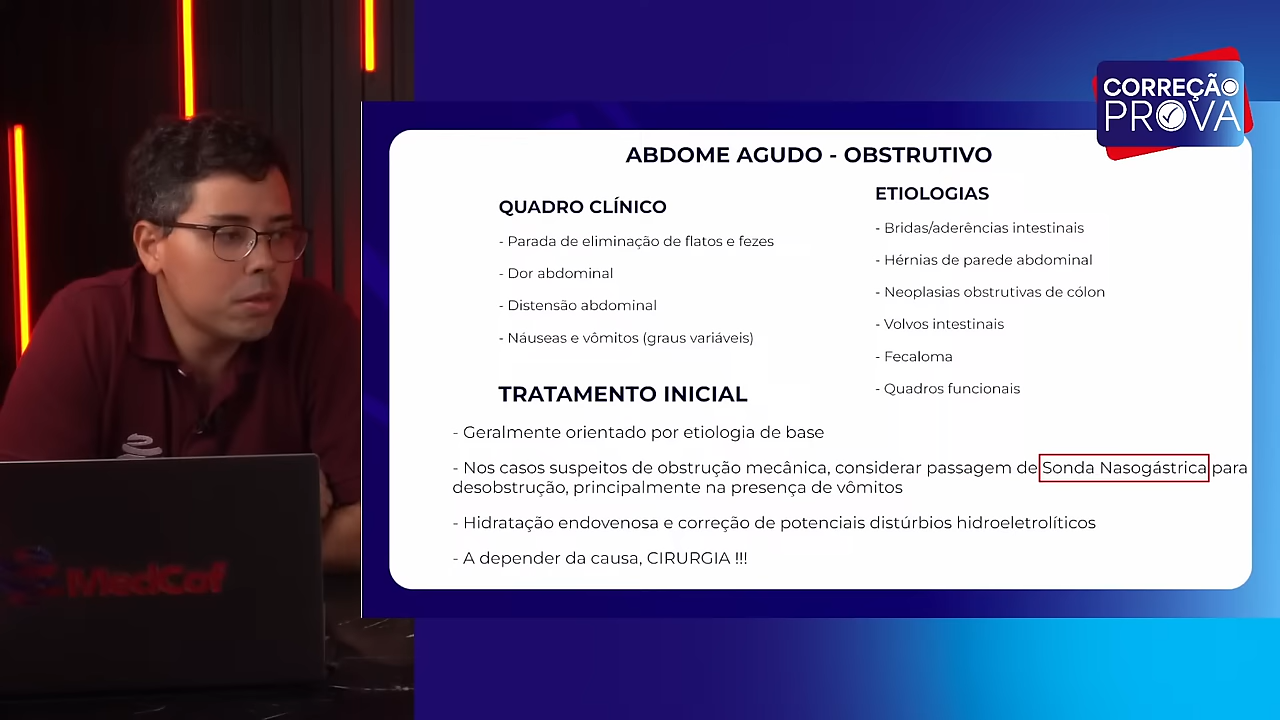 CORREÇÃO
PROVA
ABDOME AGUDO - OBSTRUTIVO
QUADRO CLÍNICO
- Parada de eliminação de flatos e fezes
- Dor abdominal
- Distensão abdominal
- Náuseas e vômitos (graus variáveis)
ETIOLOGIAS
- Bridas/aderências intestinais
- Hérnias de parede abdominal
- Neoplasias obstrutivas de cólon
- Volvos intestinais
- Fecaloma
- Quadros funcionais
TRATAMENTO INICIAL
- Geralmente orientado por etiologia de base
- Nos casos suspeitos de obstrução mecânica, considerar passagem de Sonda Nasogástrica para
desobstrução, principalmente na presença de vômitos
- Hidratação endovenosa e correção de potenciais distúrbios hidroeletrolíticos
- A depender da causa, CIRURGIA !!!
MedCof